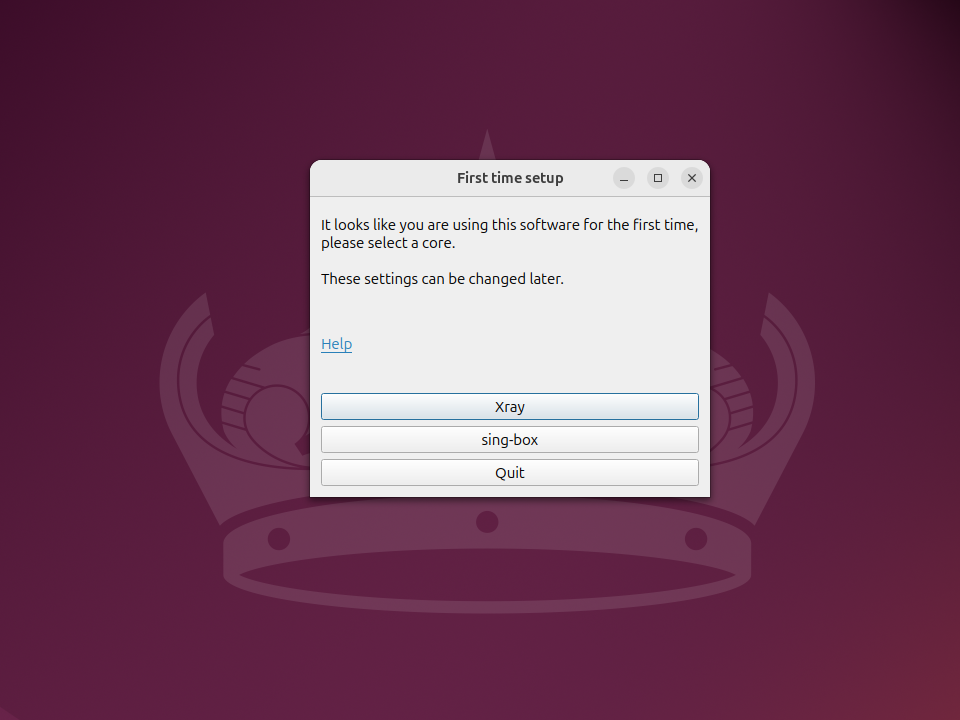 First time setup
It looks like you are using this software for the first time,
please select a core.
These settings can be changed later.
Help
Xray
sing-box
Quit